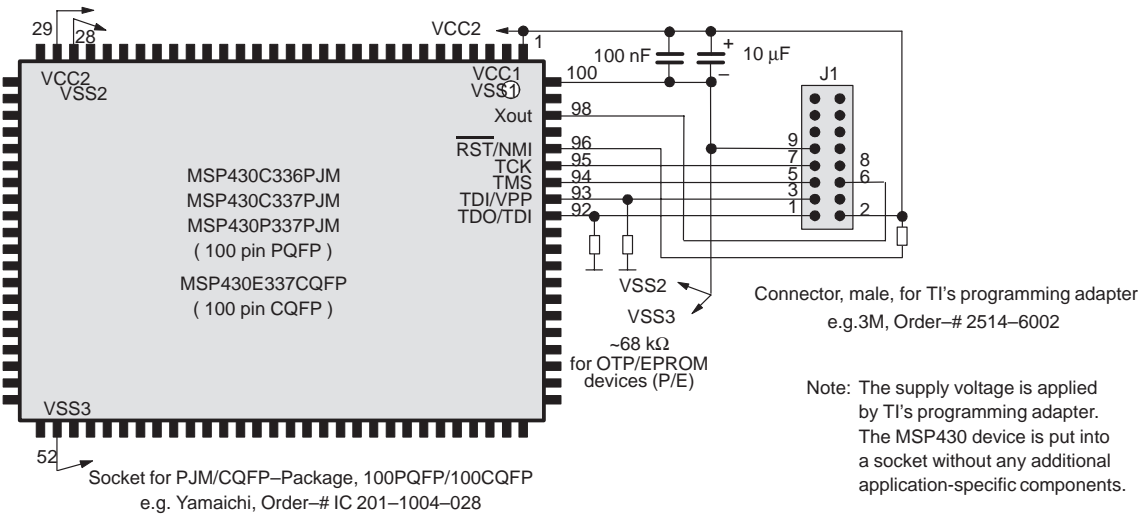 29
28
VCC2
1
100 nF
+
10 μF
–
J1
VCC2
VSS2
VCC1
VSS1
100
Xout
98
RST/NMI
96
TCK
95
TMS
94
TDI/VPP
93
TDO/TDI
92
9
7
5
3
1
8
6
2
MSP430C336PJM
MSP430C337PJM
MSP430P337PJM
( 100 pin PQFP )
MSP430E337CQFP
( 100 pin CQFP )
VSS2
VSS3
~68 kΩ
for OTP/EPROM
devices (P/E)
Connector, male, for TI's programming adapter
e.g.3M, Order–# 2514–6002
Note: The supply voltage is applied
by TI's programming adapter.
The MSP430 device is put into
a socket without any additional
application-specific components.
VSS3
52
Socket for PJM/CQFP–Package, 100PQFP/100CQFP
e.g. Yamaichi, Order–# IC 201–1004–028